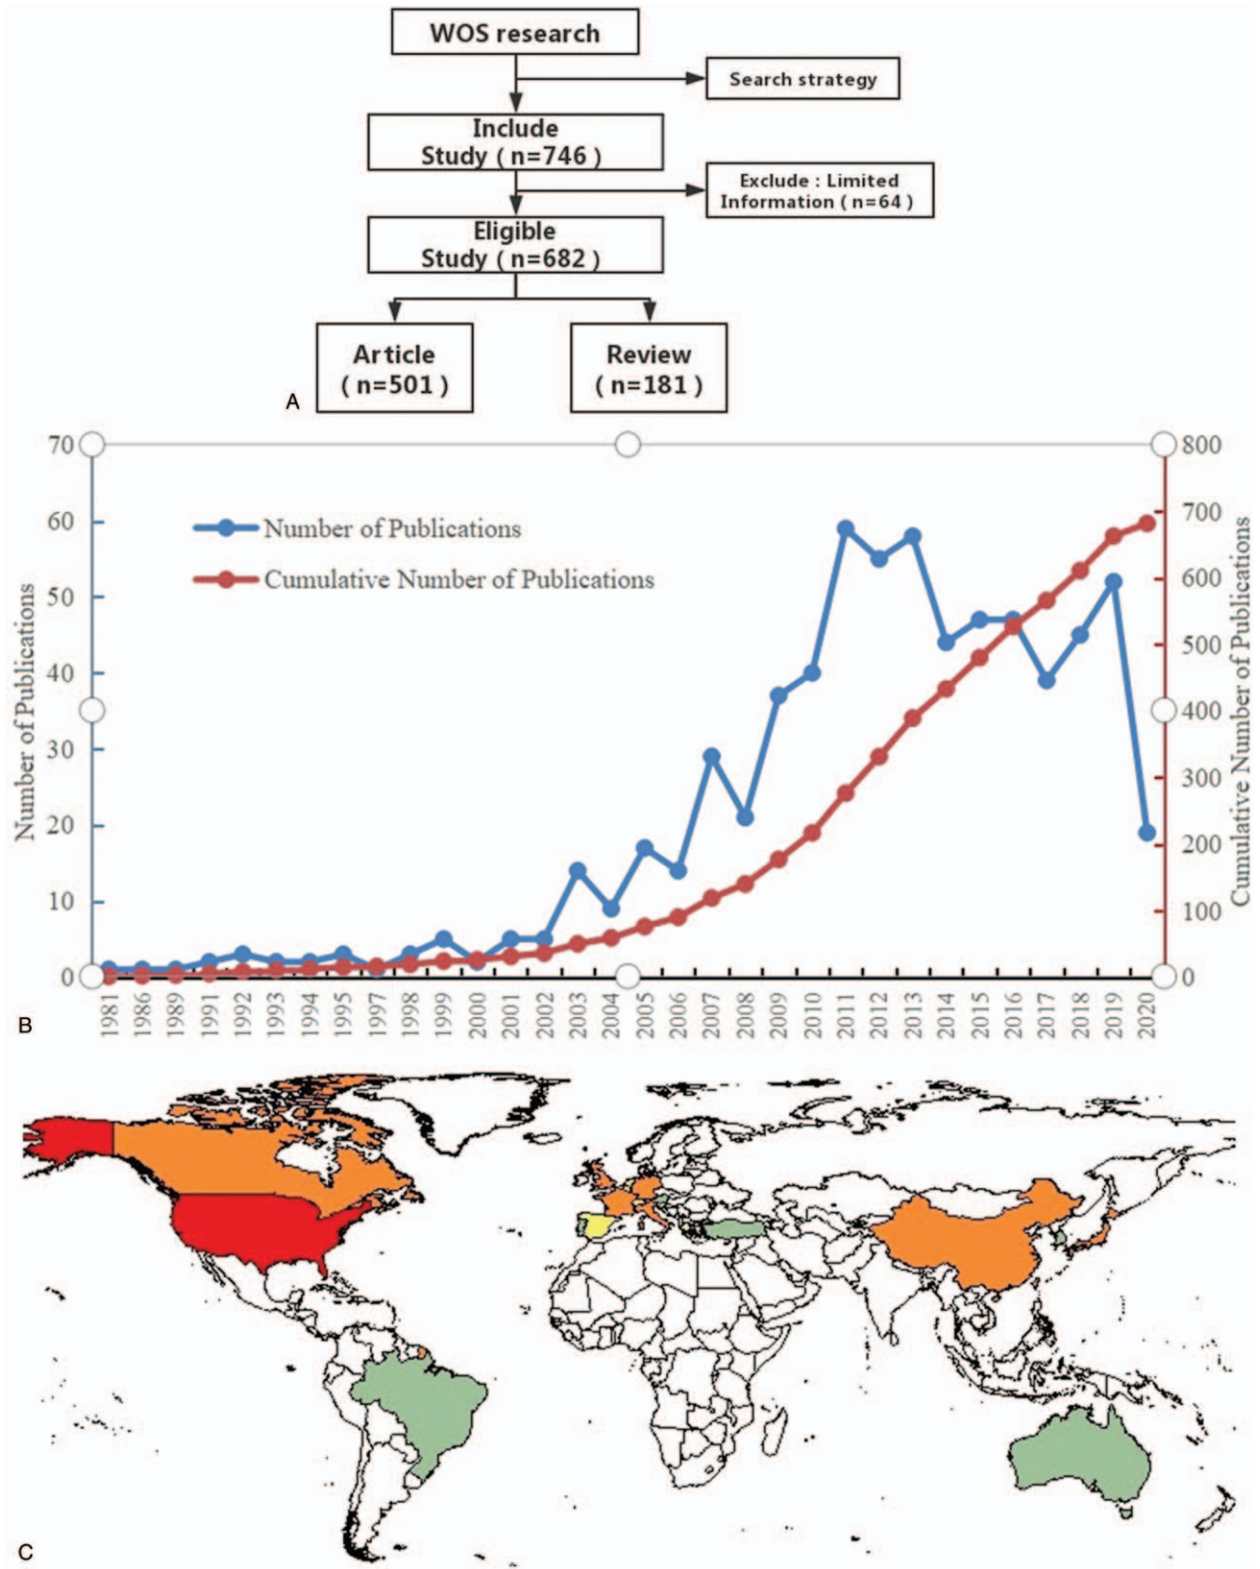 WOS research
Search strategy
Include
Study ( n=746 )
Exclude : Limited
Information ( n=64 )
Eligible
Study ( n=682 )
Article
( n=501 )
Review
( n=181 )
A
70
60
50
40
30
20
10
0
Number of Publications
Number of Publications
Cumulative Number of Publications
800
700
600
500
400
300
200
100
0
Cumulative Number of Publications
1981
1986
1989
1991
1992
1993
1994
1995
1997
1998
1999
2000
2001
2002
2003
2004
2005
2006
2007
2008
2009
2010
2011
2012
2013
2014
2015
2016
2017
2018
2019
2020
B
C